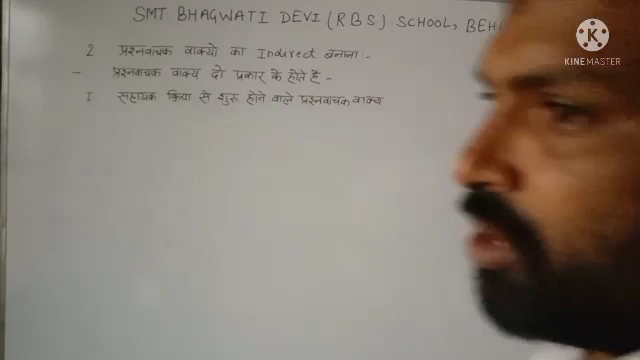 SMT BHAGWATI DEVI (RBS) SCHOOL, BEH
2 प्रश्नवाचक वाक्यो का Indirect बनाना :-
- प्रश्नवाचक वाक्य दो प्रकार के होते है -
I सहायक क्रिया से शुरू होने वाले प्रश्नवाचक वाक्य
K
KINEMASTER